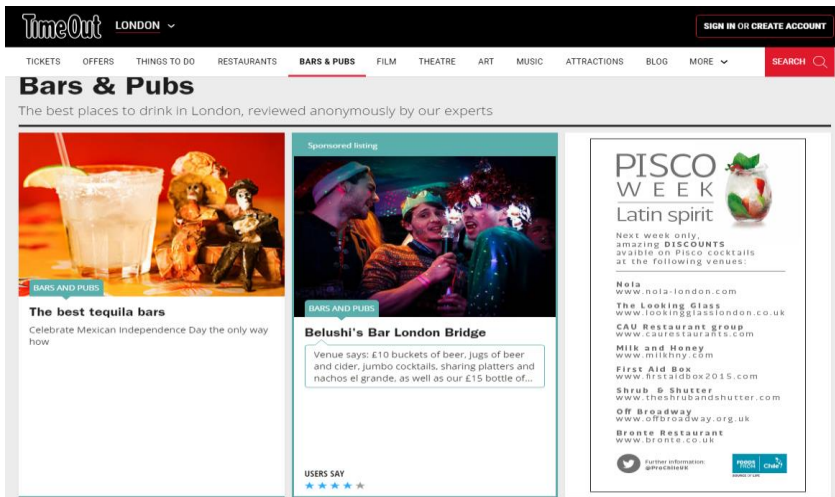 TimeOut
LONDON
SIGN IN OR CREATE ACCOUNT
TICKETS
OFFERS
THINGS TO DO
RESTAURANTS
BARS & PUBS
FILM
THEATRE
ART
MUSIC
ATTRACTIONS
BLOG
MORE
SEARCH
Bars & Pubs
The best places to drink in London, reviewed anonymously by our experts
BARS AND PUBS
The best tequila bars
Celebrate Mexican Independence Day the only way
how
Sponsored listing
BARS AND PUBS
Belushi's Bar London Bridge
Venue says: £10 buckets of beer, jugs of beer
and cider, jumbo cocktails, sharing platters and
nachos el grande, as well as our £15 bottle of...
USERS SAY
PISCO
WEEK
Latin spirit
Next week only,
amazing DISCOUNTS
avaible on Pisco cocktails
at the following venues:
Nola
www.nola-london.com
The Looking Glass
www.lookingglasslondon.co.uk
CAU Restaurant group
www.caurestaurants.com
Milk and Honey
www.milkhny.com
First Aid Box
www.firstaidbox2015.com
Shrub & Shutter
www.theshrubandshutter.com
Off Broadway
www.offbroadway.org.uk
Bronte Restaurant
www.bronte.co.uk
Further information:
@ProChileUK
FOODS
FROM
Chile